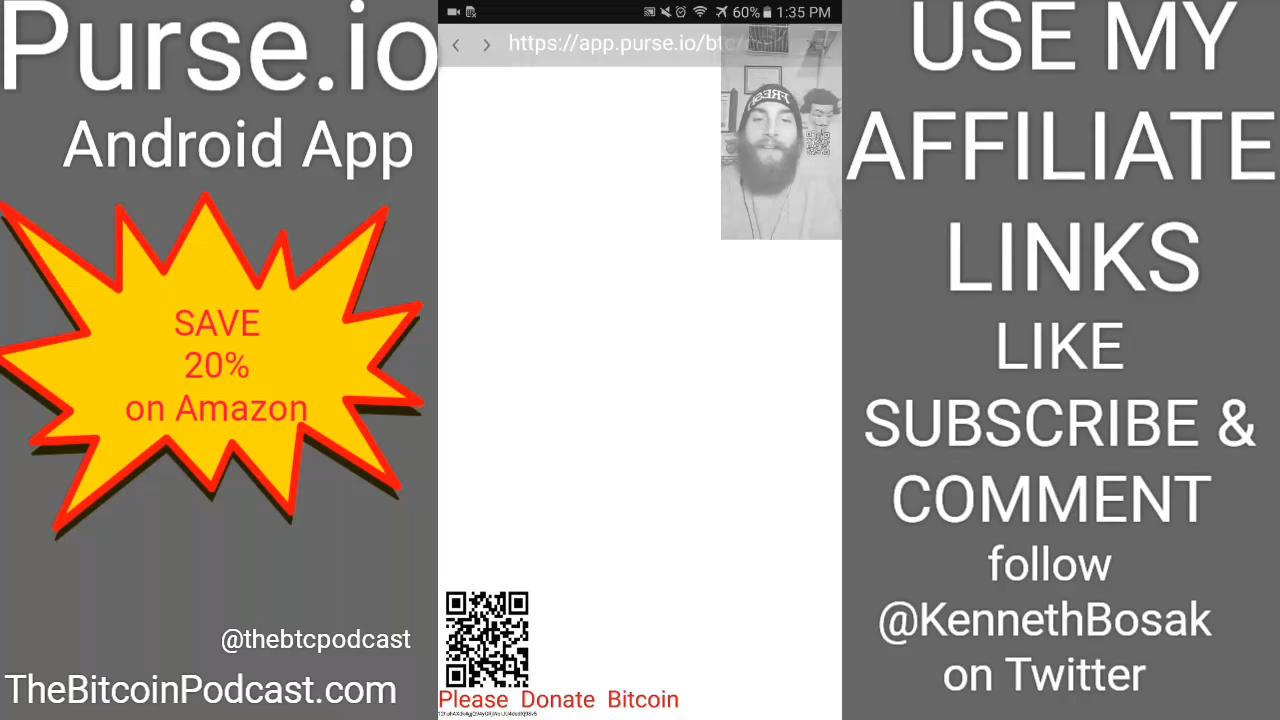 Purse.io
Android App
SAVE
20%
on Amazon
@thebtcpodcast
TheBitcoinPodcast.com
60% 1:35 PM
https://app.purse.io/btc/
FRESH
Please Donate Bitcoin
USE MY
AFFILIATE
LINKS
LIKE
SUBSCRIBE &
COMMENT
follow
@KennethBosak
on Twitter